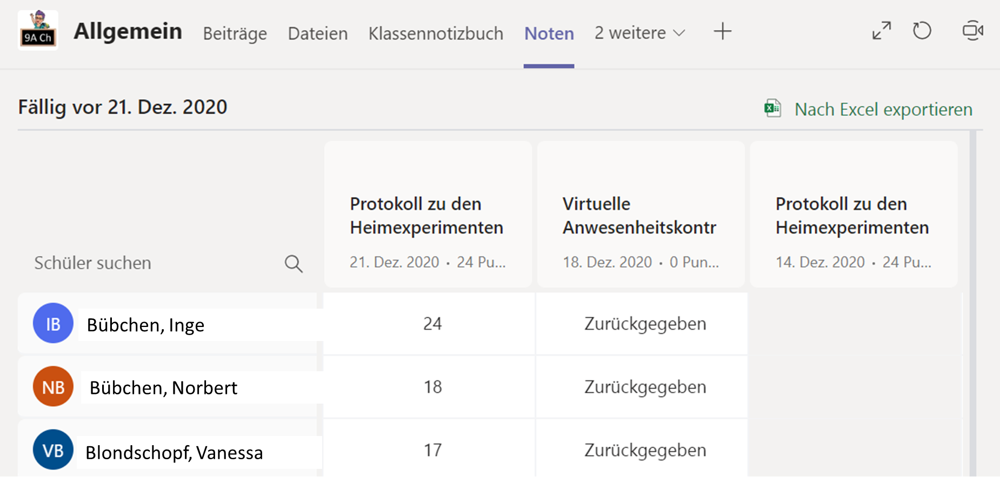 9A Ch
Allgemein Beiträge Dateien Klassennotizbuch Noten 2 weitere
Fällig vor 21. Dez. 2020
Nach Excel exportieren
Protokoll zu den
Heimexperimenten
21. Dez. 2020 · 24 Pu...
Virtuelle
Anwesenheitskontr
18. Dez. 2020 · 0 Pun...
Protokoll zu den
Heimexperimenten
14. Dez. 2020 · 24 Pu...
Schüler suchen
IB Bübchen, Inge 24 Zurückgegeben
NB Bübchen, Norbert 18 Zurückgegeben
VB Blondschopf, Vanessa 17 Zurückgegeben